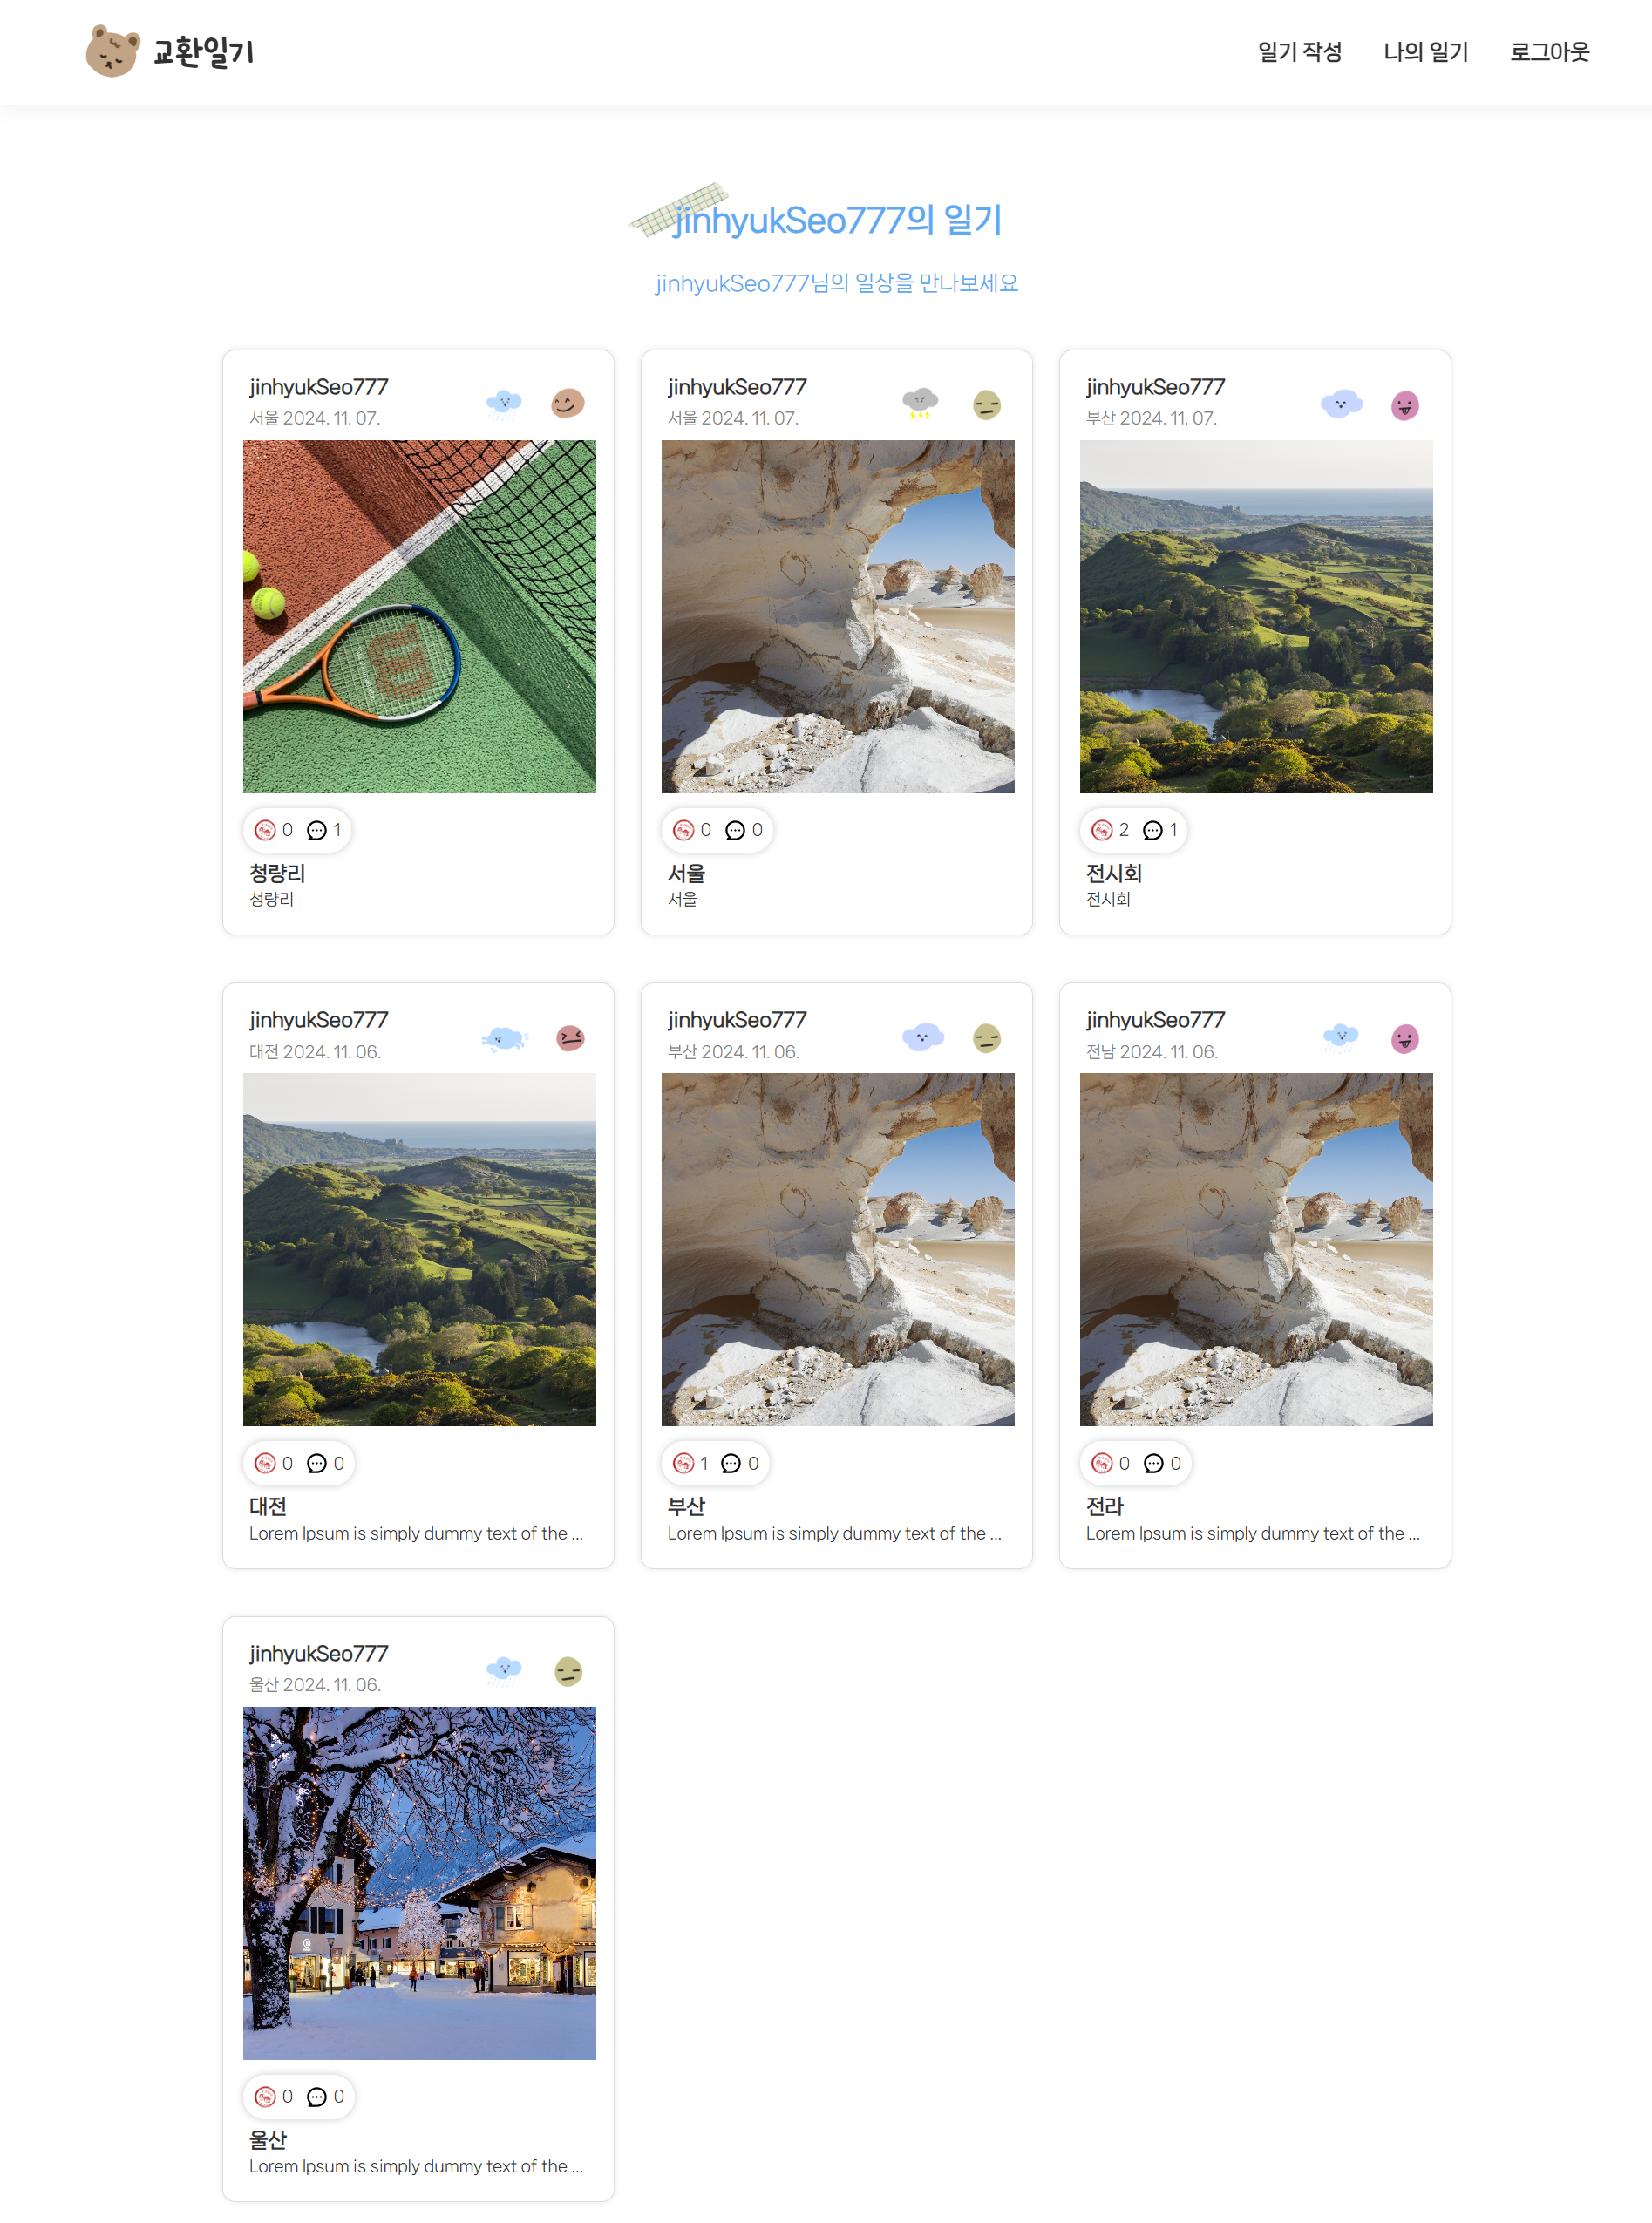 교환일기
일기 작성 나의 일기 로그아웃
jinhyukSeo777의 일기
jinhyukSeo777님의 일상을 만나보세요
jinhyukSeo777
서울 2024. 11. 07.
0 1
청량리
청량리
jinhyukSeo777
서울 2024. 11. 07.
0 0
서울
서울
jinhyukSeo777
부산 2024. 11. 07.
2 1
전시회
전시회
jinhyukSeo777
대전 2024. 11. 06.
0 0
대전
Lorem Ipsum is simply dummy text of the ...
jinhyukSeo777
부산 2024. 11. 06.
1 0
부산
Lorem Ipsum is simply dummy text of the ...
jinhyukSeo777
전남 2024. 11. 06.
0 0
전라
Lorem Ipsum is simply dummy text of the ...
jinhyukSeo777
울산 2024. 11. 06.
0 0
울산
Lorem Ipsum is simply dummy text of the ...